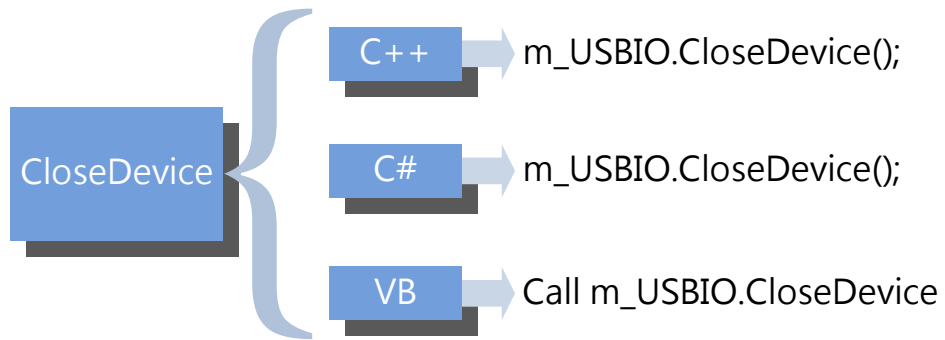 CloseDevice
C++
m_USBIO.CloseDevice();
C#
m_USBIO.CloseDevice();
VB
Call m_USBIO.CloseDevice